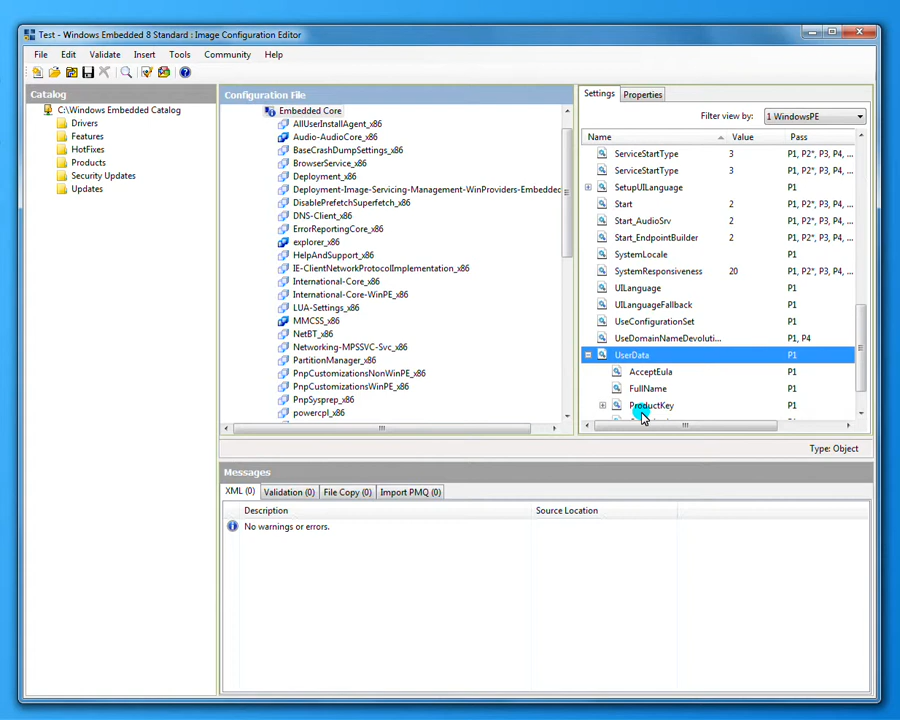 Test - Windows Embedded 8 Standard : Image Configuration Editor
File Edit Validate Insert Tools Community Help
Catalog
C:\Windows Embedded Catalog
Drivers
Features
HotFixes
Products
Security Updates
Updates
Configuration File
Embedded Core
AllUserInstallAgent_x86
Audio-AudioCore_x86
BaseCrashDumpSettings_x86
BrowserService_x86
Deployment_x86
Deployment-Image-Servicing-Management-WinProviders-Embedded
DisablePrefetchSuperfetch_x86
DNS-Client_x86
ErrorReportingCore_x86
explorer_x86
HelpAndSupport_x86
IE-ClientNetworkProtocolImplementation_x86
International-Core_x86
International-Core-WinPE_x86
LUA-Settings_x86
MMCSS_x86
NetBT_x86
Networking-MPSSVC-Svc_x86
PartitionManager_x86
PnpCustomizationsNonWinPE_x86
PnpCustomizationsWinPE_x86
PnpSysprep_x86
powercpl_x86
Settings Properties
Filter view by: 1 WindowsPE
Name Value Pass
ServiceStartType 3 P1, P2*, P3, P4, ...
ServiceStartType 3 P1, P2*, P3, P4, ...
SetupUILanguage P1
Start 2 P1, P2*, P3, P4, ...
Start_AudioSrv 2 P1, P2*, P3, P4, ...
Start_EndpointBuilder 2 P1, P2*, P3, P4, ...
SystemLocale P1
SystemResponsiveness 20 P1, P2*, P3, P4, ...
UILanguage P1
UILanguageFallback P1
UseConfigurationSet P1
UseDomainNameDevoluti... P1, P4
UserData P1
AcceptEula P1
FullName P1
ProductKey P1
Type: Object
Messages
XML (0) Validation (0) File Copy (0) Import PMQ (0)
Description Source Location
No warnings or errors.